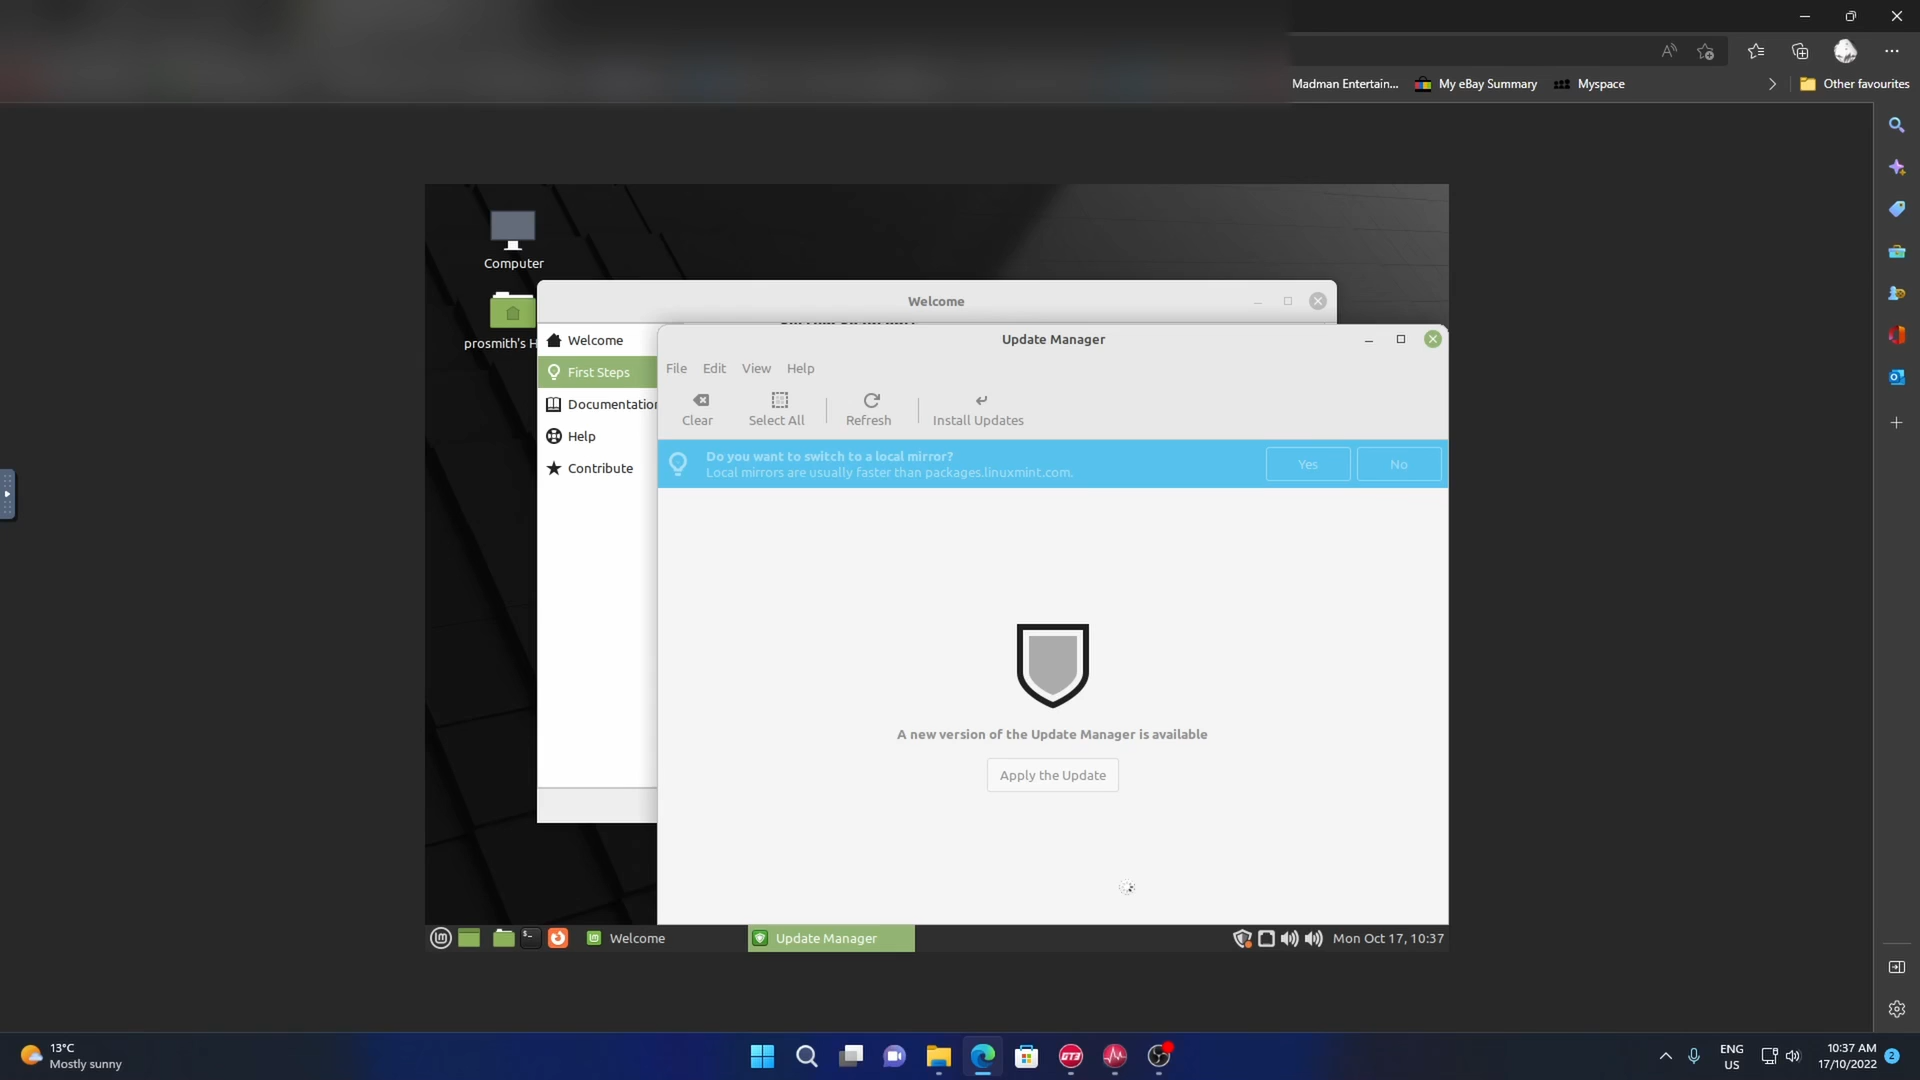 Madman Entertain...
My eBay Summary
Myspace
Other favourites
Computer
prosmith's H
Welcome
Welcome
First Steps
Documentation
Help
Contribute
Update Manager
File Edit View Help
Clear
Select All
Refresh
Install Updates
Do you want to switch to a local mirror?
Local mirrors are usually faster than packages.linuxmint.com.
Yes
No
A new version of the Update Manager is available
Apply the Update
Welcome
Update Manager
Mon Oct 17, 10:37
13°C
Mostly sunny
GT3
ENG
US
10:37 AM
17/10/2022
2